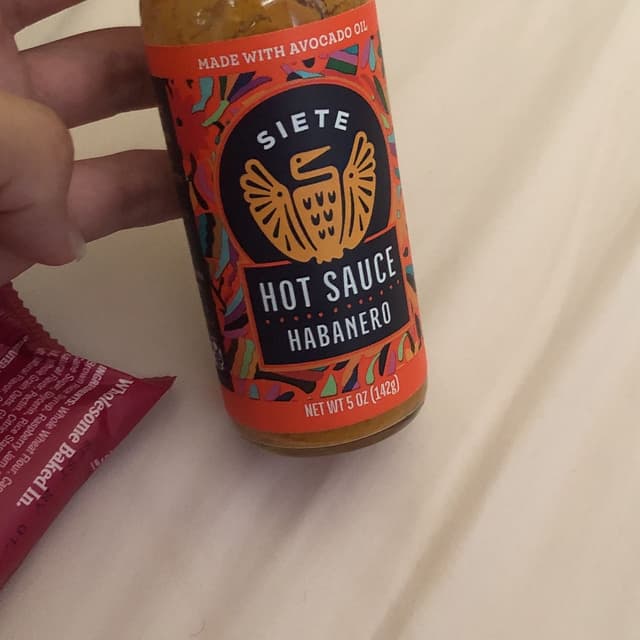 MADE WITH AVOCADO OIL
SIETE
HOT SAUCE
HABANERO
NET WT 5 OZ (142g)
Wholesome Baked In.